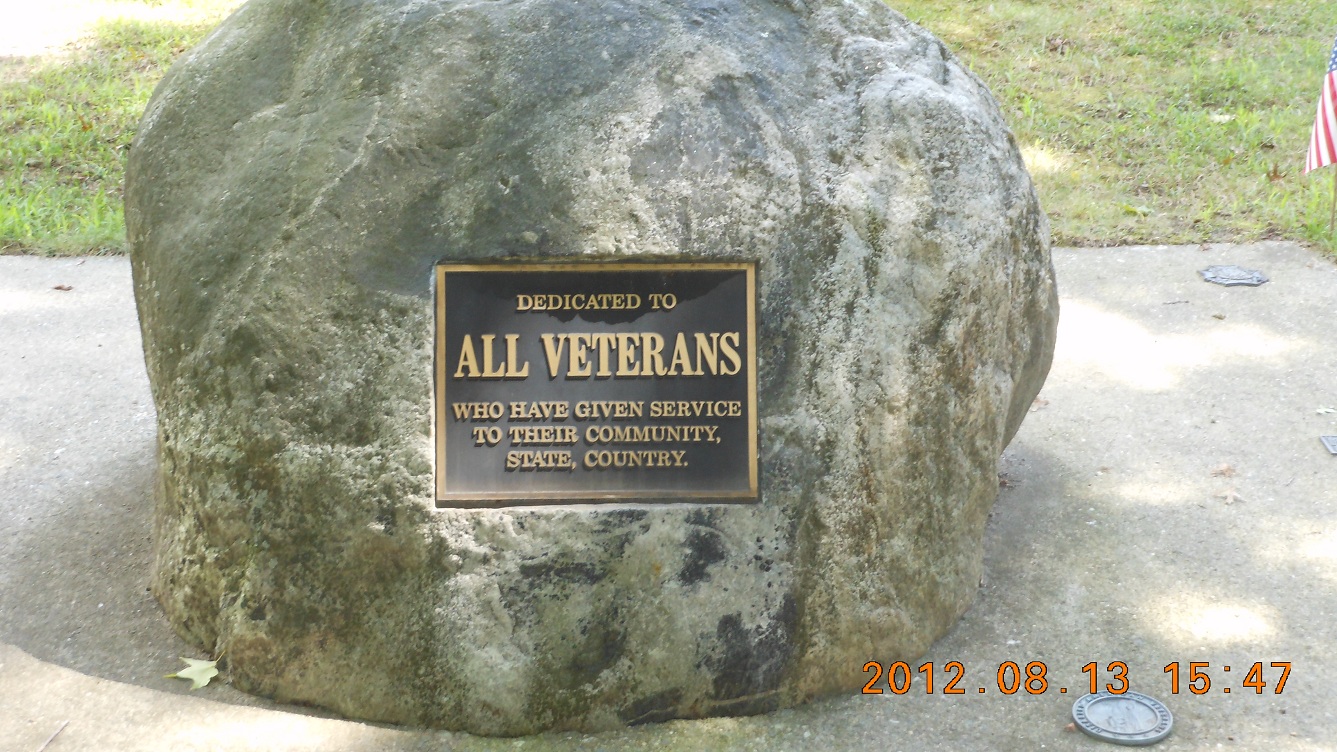 DEDICATED TO
ALL VETERANS
WHO HAVE GIVEN SERVICE
TO THEIR COMMUNITY,
STATE, COUNTRY.
2012.08.13 15:47